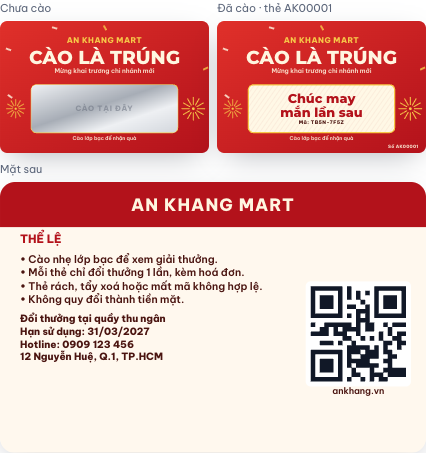 Chưa cào
Đã cào · thẻ AK00001
AN KHANG MART
CÀO LÀ TRÚNG
Mừng khai trương chi nhánh mới
CÀO TẠI ĐÂY
Cào lớp bạc để nhận quà
AN KHANG MART
CÀO LÀ TRÚNG
Mừng khai trương chi nhánh mới
Chúc may
mắn lần sau
Mã: TB5N-7F6Z
Cào lớp bạc để nhận quà
Số AK00001
Mặt sau
AN KHANG MART
THỂ LỆ
• Cào nhẹ lớp bạc để xem giải thưởng.
• Mỗi thẻ chỉ đổi thưởng 1 lần, kèm hoá đơn.
• Thẻ rách, tẩy xoá hoặc mất mã không hợp lệ.
• Không quy đổi thành tiền mặt.
Đổi thưởng tại quầy thu ngân
Hạn sử dụng: 31/03/2027
Hotline: 0909 123 456
12 Nguyễn Huệ, Q.1, TP.HCM
ankhang.vn